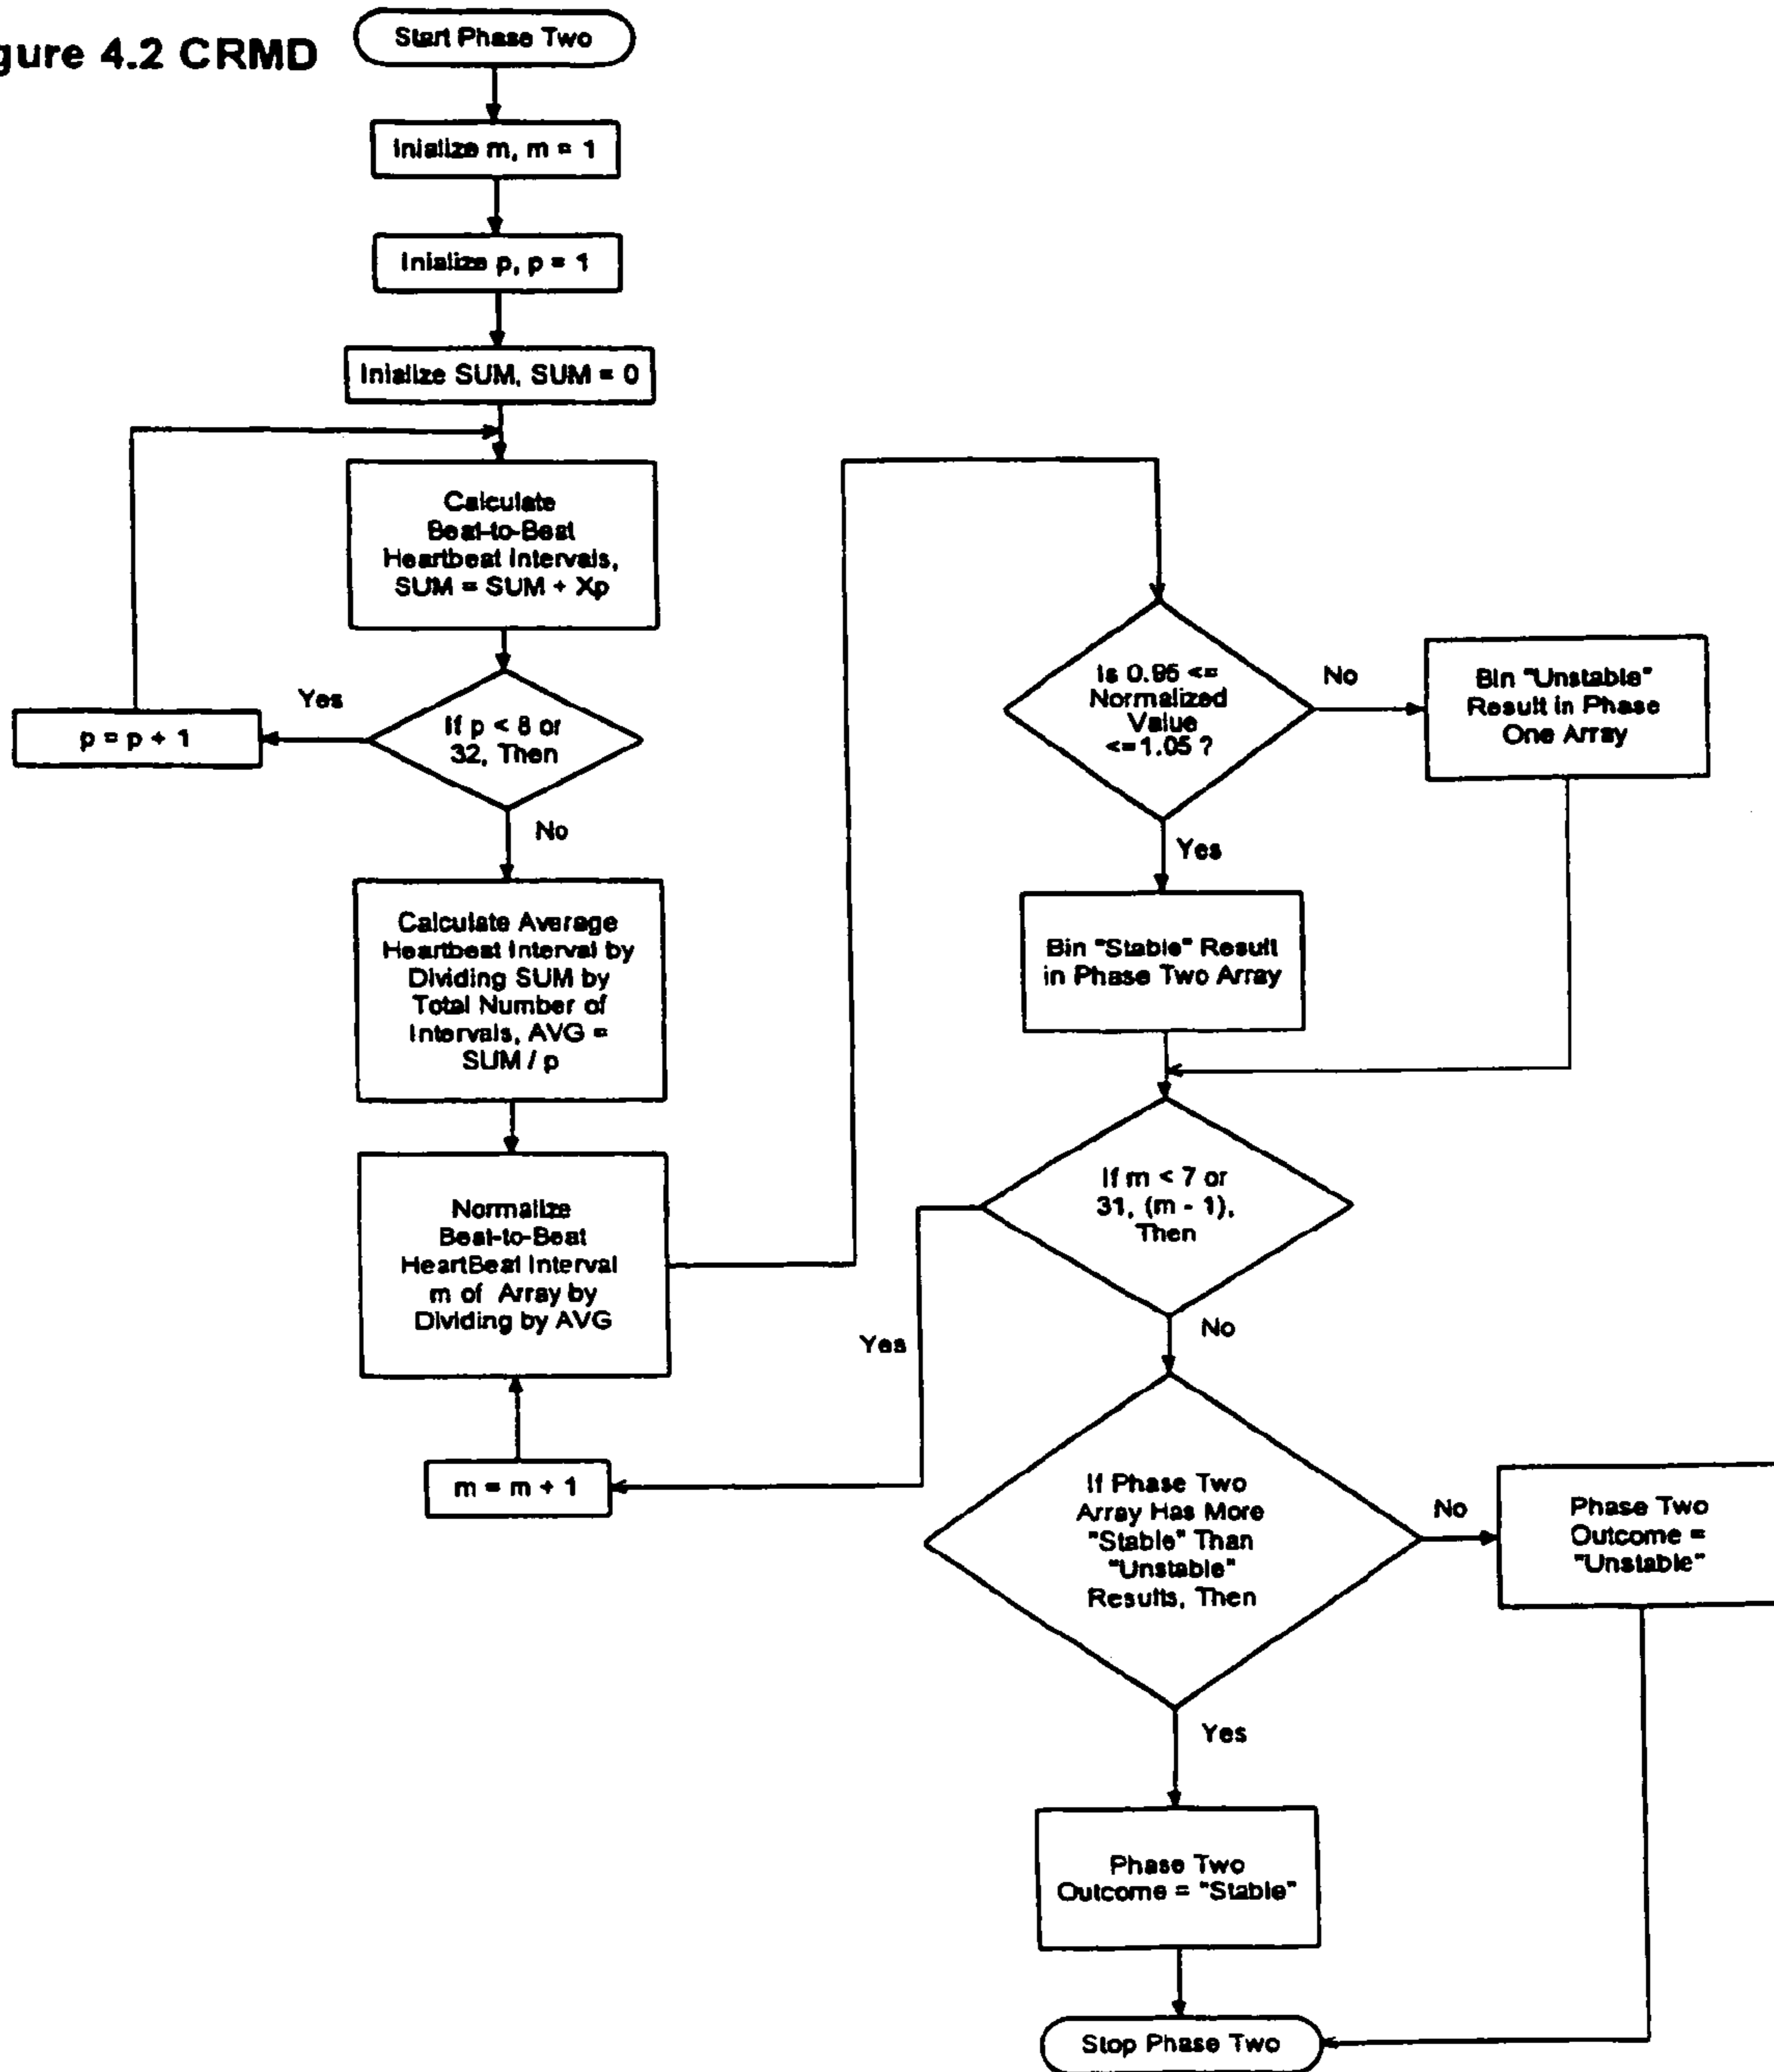 gure 4.2 CRMD
Start Phase Two
Inialize m, m = 1
Inialize p, p = 1
Inialize SUM, SUM = 0
Calculate
Beat-to-Beat
Heartbeat Intervals,
SUM = SUM + Xp
If p < 8 or
32, Then
Yes
p = p + 1
No
Calculate Average
Heartbeat Interval by
Dividing SUM by
Total Number of
Intervals, AVG =
SUM / p
Normalize
Beat-to-Beat
HeartBeat Interval
m of Array by
Dividing by AVG
m = m + 1
Is 0.95 <=
Normalized
Value
<=1.05 ?
No
Bin "Unstable"
Result in Phase
One Array
Yes
Bin "Stable" Result
in Phase Two Array
If m < 7 or
31, (m - 1),
Then
Yes
No
If Phase Two
Array Has More
"Stable" Than
"Unstable"
Results, Then
No
Phase Two
Outcome =
"Unstable"
Yes
Phase Two
Outcome = "Stable"
Stop Phase Two